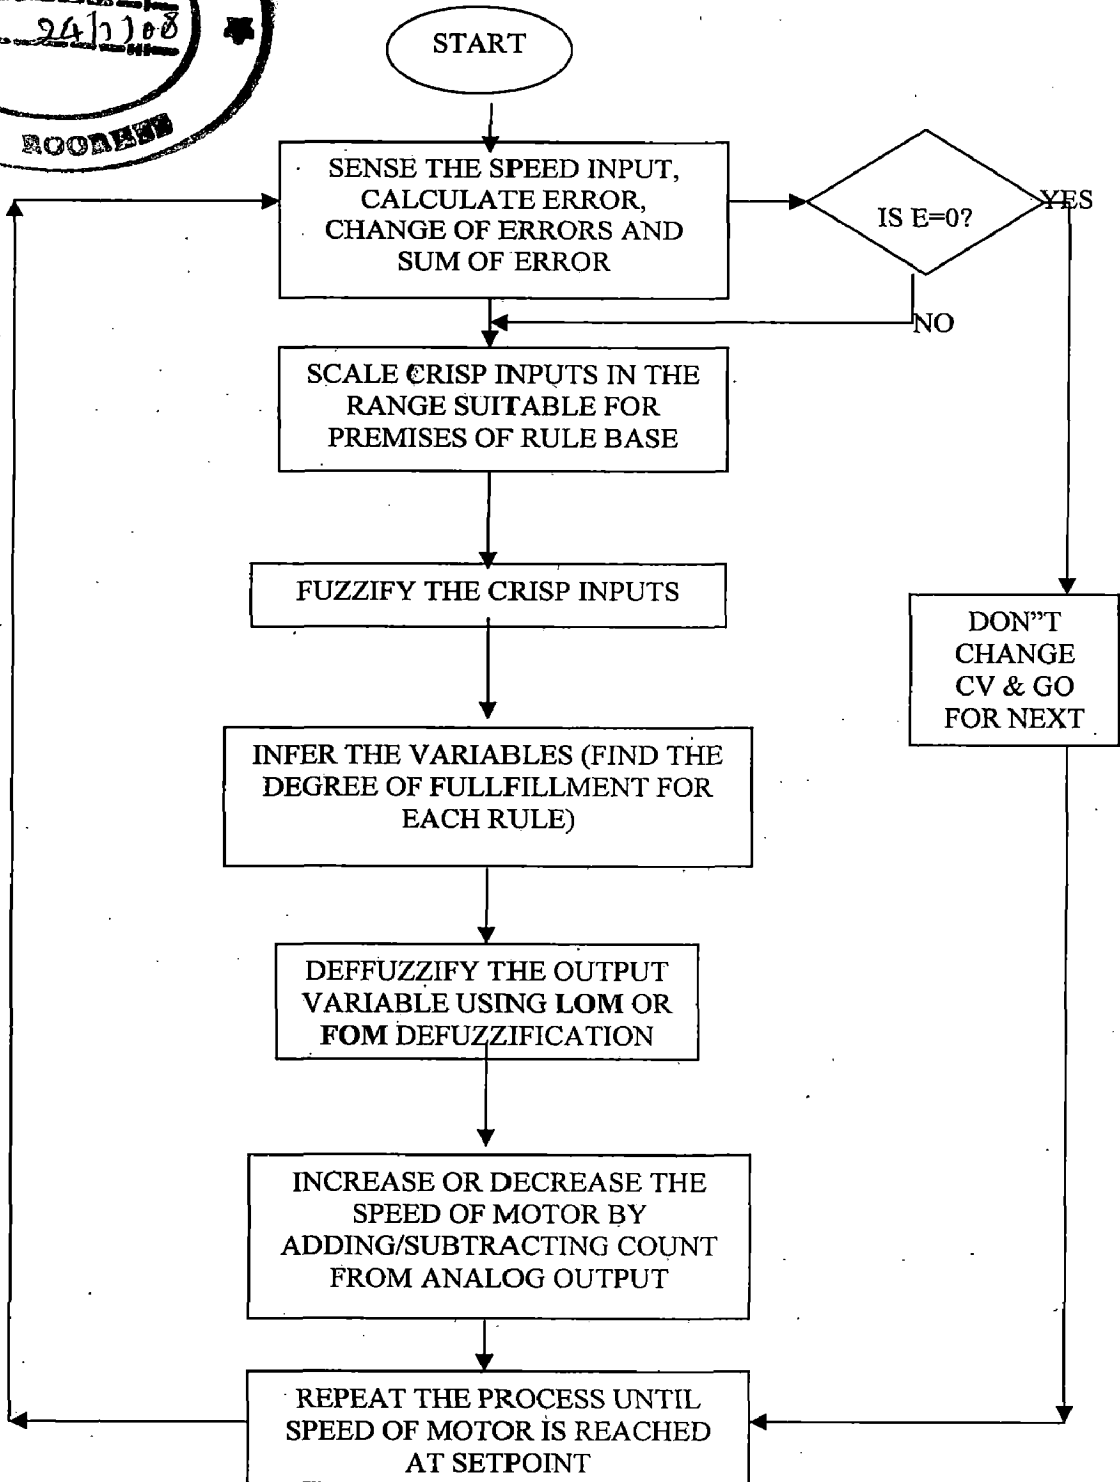 24/7/08
ROORKEE
START
SENSE THE SPEED INPUT,
CALCULATE ERROR,
CHANGE OF ERRORS AND
SUM OF ERROR
IS E=0?
YES
NO
SCALE CRISP INPUTS IN THE
RANGE SUITABLE FOR
PREMISES OF RULE BASE
FUZZIFY THE CRISP INPUTS
DON”T
CHANGE
CV & GO
FOR NEXT
INFER THE VARIABLES (FIND THE
DEGREE OF FULLFILLMENT FOR
EACH RULE)
DEFFUZZIFY THE OUTPUT
VARIABLE USING LOM OR
FOM DEFUZZIFICATION
INCREASE OR DECREASE THE
SPEED OF MOTOR BY
ADDING/SUBTRACTING COUNT
FROM ANALOG OUTPUT
REPEAT THE PROCESS UNTIL
SPEED OF MOTOR IS REACHED
AT SETPOINT